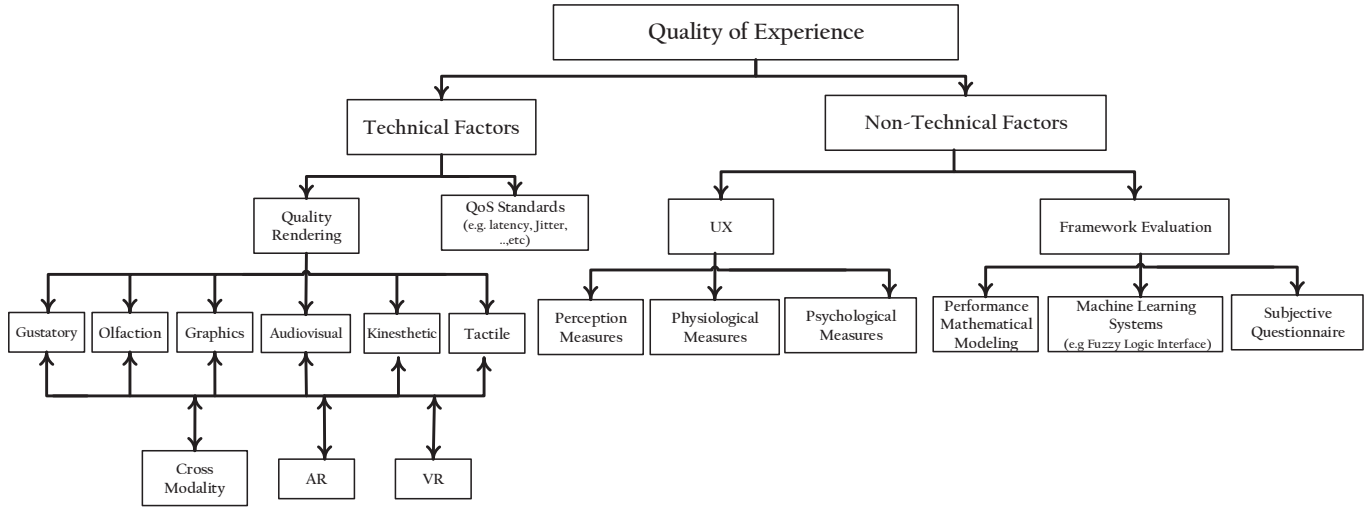 Quality of Experience
Technical Factors
Non-Technical Factors
Quality
Rendering
QoS Standards
(e.g. latency, Jitter,
..,etc)
UX
Framework Evaluation
Gustatory
Olfaction
Graphics
Audiovisual
Kinesthetic
Tactile
Perception
Measures
Physiological
Measures
Psychological
Measures
Performance
Mathematical
Modeling
Machine Learning
Systems
(e.g Fuzzy Logic Interface)
Subjective
Questionnaire
Cross
Modality
AR
VR